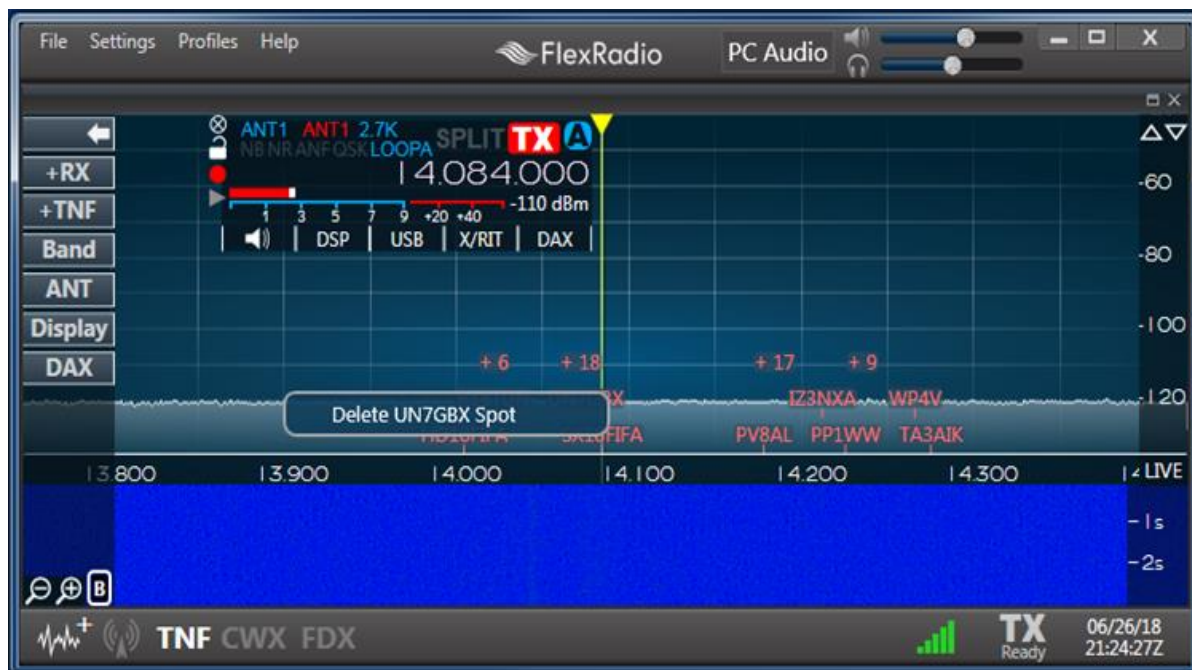 File Settings Profiles Help
FlexRadio
PC Audio
X
ANT1 ANT1 2.7K SPLIT TX A
NB NR ANF QSK LOOPA
14.084.000
-110 dBm
1 3 5 7 9 +20 +40
DSP USB X/RIT DAX
+RX
+TNF
Band
ANT
Display
DAX
-60
-80
-100
-120
+ 6 + 18 + 17 + 9
IZ3NXA WP4V
Delete UN7GBX Spot
PV8AL PP1WW TA3AIK
13.800 13.900 14.000 14.100 14.200 14.300 LIVE
-1s
-2s
B
TNF CWX FDX
TX
Ready
06/26/18
21:24:27Z